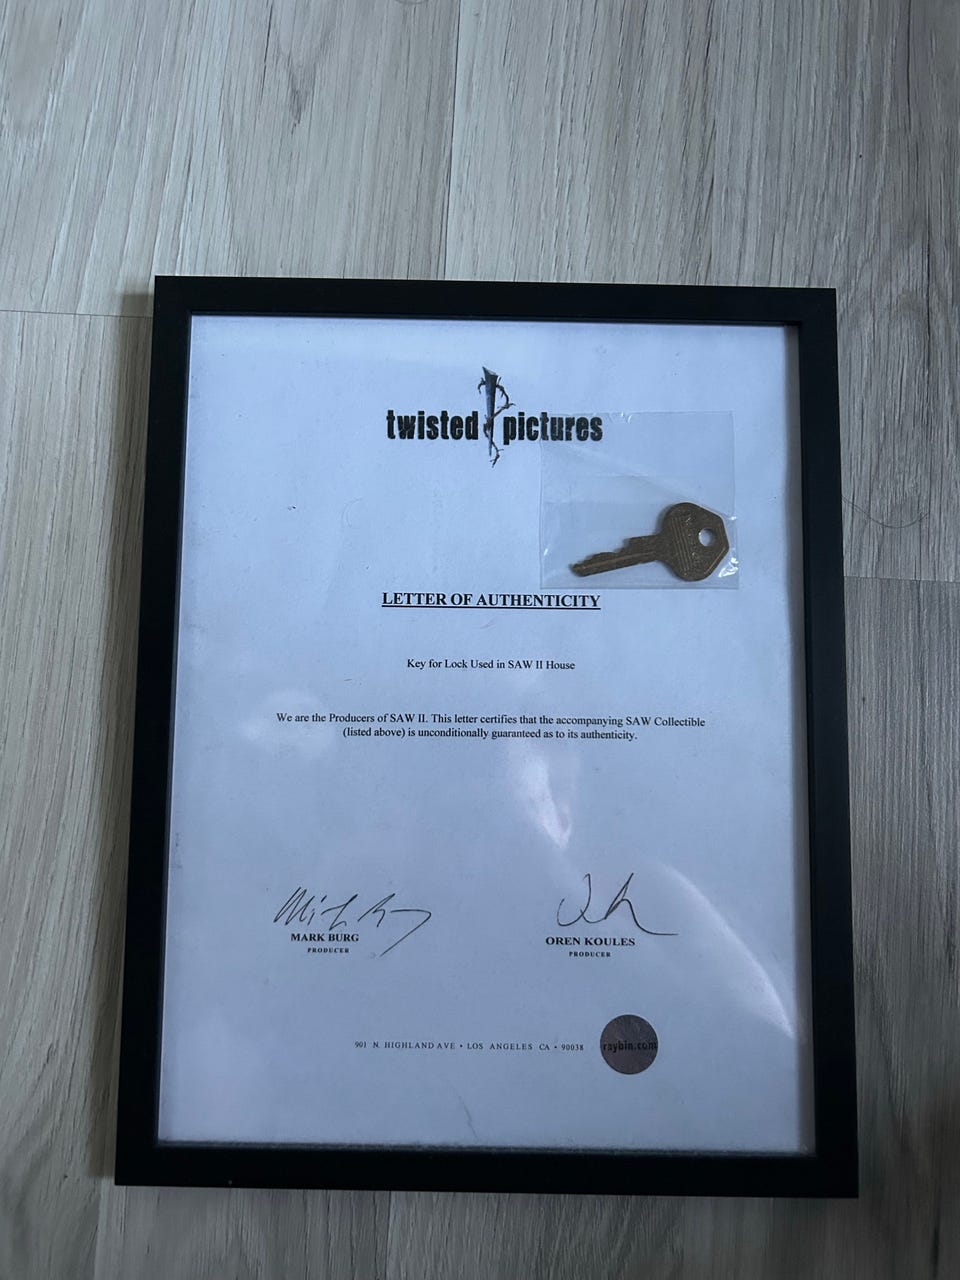 twisted pictures
LETTER OF AUTHENTICITY
Key for Lock Used in SAW II House
We are the Producers of SAW II. This letter certifies that the accompanying SAW Collectible
(listed above) is unconditionally guaranteed as to its authenticity.
MARK BURG
PRODUCER
OREN KOULES
PRODUCER
901 N. HIGHLAND AVE • LOS ANGELES CA • 90038
raybin.com